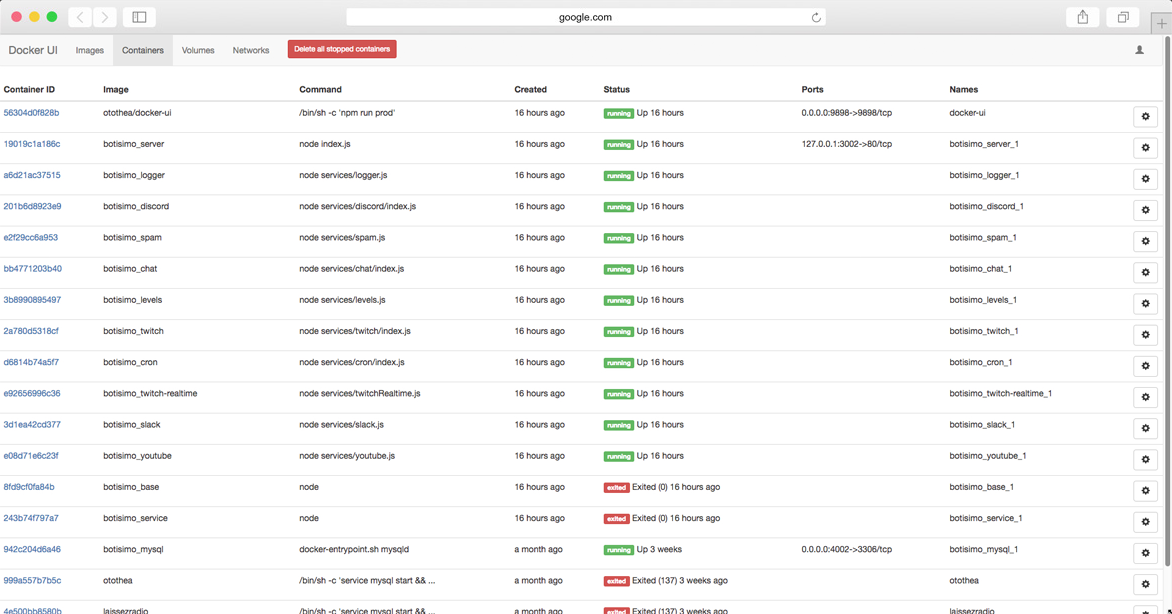 google.com
Docker UI Images Containers Volumes Networks Delete all stopped containers
Container ID Image Command Created Status Ports Names
56304d0f828b otothea/docker-ui /bin/sh -c 'npm run prod' 16 hours ago running Up 16 hours 0.0.0.0:9898->9898/tcp docker-ui
19019c1a186c botisimo_server node index.js 16 hours ago running Up 16 hours 127.0.0.1:3002->80/tcp botisimo_server_1
a6d21ac37515 botisimo_logger node services/logger.js 16 hours ago running Up 16 hours botisimo_logger_1
201b6d8923e9 botisimo_discord node services/discord/index.js 16 hours ago running Up 16 hours botisimo_discord_1
e2f29cc6a953 botisimo_spam node services/spam.js 16 hours ago running Up 16 hours botisimo_spam_1
bb4771203b40 botisimo_chat node services/chat/index.js 16 hours ago running Up 16 hours botisimo_chat_1
3b8990895497 botisimo_levels node services/levels.js 16 hours ago running Up 16 hours botisimo_levels_1
2a780d5318cf botisimo_twitch node services/twitch/index.js 16 hours ago running Up 16 hours botisimo_twitch_1
d6814b74a5f7 botisimo_cron node services/cron/index.js 16 hours ago running Up 16 hours botisimo_cron_1
e92656996c36 botisimo_twitch-realtime node services/twitchRealtime.js 16 hours ago running Up 16 hours botisimo_twitch-realtime_1
3d1ea42cd377 botisimo_slack node services/slack.js 16 hours ago running Up 16 hours botisimo_slack_1
e08d71e6c23f botisimo_youtube node services/youtube.js 16 hours ago running Up 16 hours botisimo_youtube_1
8fd9cf0fa84b botisimo_base node 16 hours ago exited Exited (0) 16 hours ago botisimo_base_1
243b74f797a7 botisimo_service node 16 hours ago exited Exited (0) 16 hours ago botisimo_service_1
942c204d6a46 botisimo_mysql docker-entrypoint.sh mysqld a month ago running Up 3 weeks 0.0.0.0:4002->3306/tcp botisimo_mysql_1
999a557b7b5c otothea /bin/sh -c 'service mysql start && ... a month ago exited Exited (137) 3 weeks ago otothea
4e500bb8580b laissezradio /bin/sh -c 'service mysql start && ... a month ago exited Exited (137) 3 weeks ago laissezradio